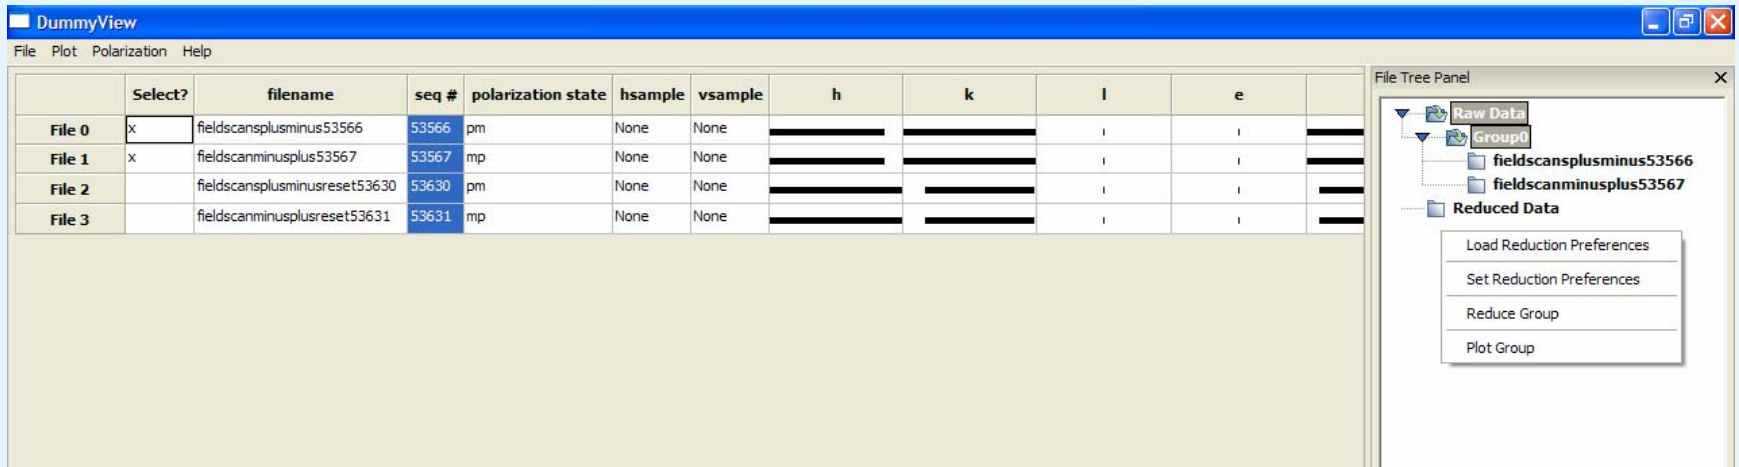 DummyView
File Plot Polarization Help
Select? filename seq # polarization state hsample vsample h k l e
File 0 x fieldscansplusminus53566 53566 pm None None
File 1 x fieldscanminusplus53567 53567 mp None None
File 2 fieldscansplusminusreset53630 53630 pm None None
File 3 fieldscanminusplusreset53631 53631 mp None None
File Tree Panel
Raw Data
Group0
fieldscansplusminus53566
fieldscanminusplus53567
Reduced Data
Load Reduction Preferences
Set Reduction Preferences
Reduce Group
Plot Group